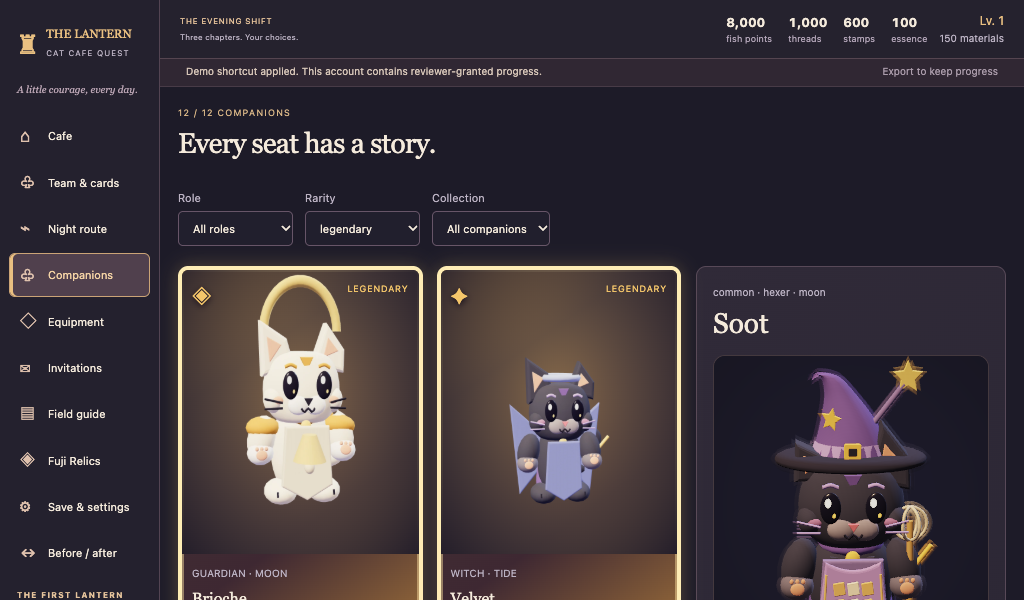 THE LANTERN
CAT CAFE QUEST
A little courage, every day.
Cafe
Team & cards
Night route
Companions
Equipment
Invitations
Field guide
Fuji Relics
Save & settings
Before / after
THE FIRST LANTERN
THE EVENING SHIFT
Three chapters. Your choices.
8,000
fish points
1,000
threads
600
stamps
100
essence
Lv. 1
150 materials
Demo shortcut applied. This account contains reviewer-granted progress.
Export to keep progress
12 / 12 COMPANIONS
Every seat has a story.
Role
All roles
Rarity
legendary
Collection
All companions
LEGENDARY
GUARDIAN · MOON
Brioche
LEGENDARY
WITCH · TIDE
Velvet
common · hexer · moon
Soot